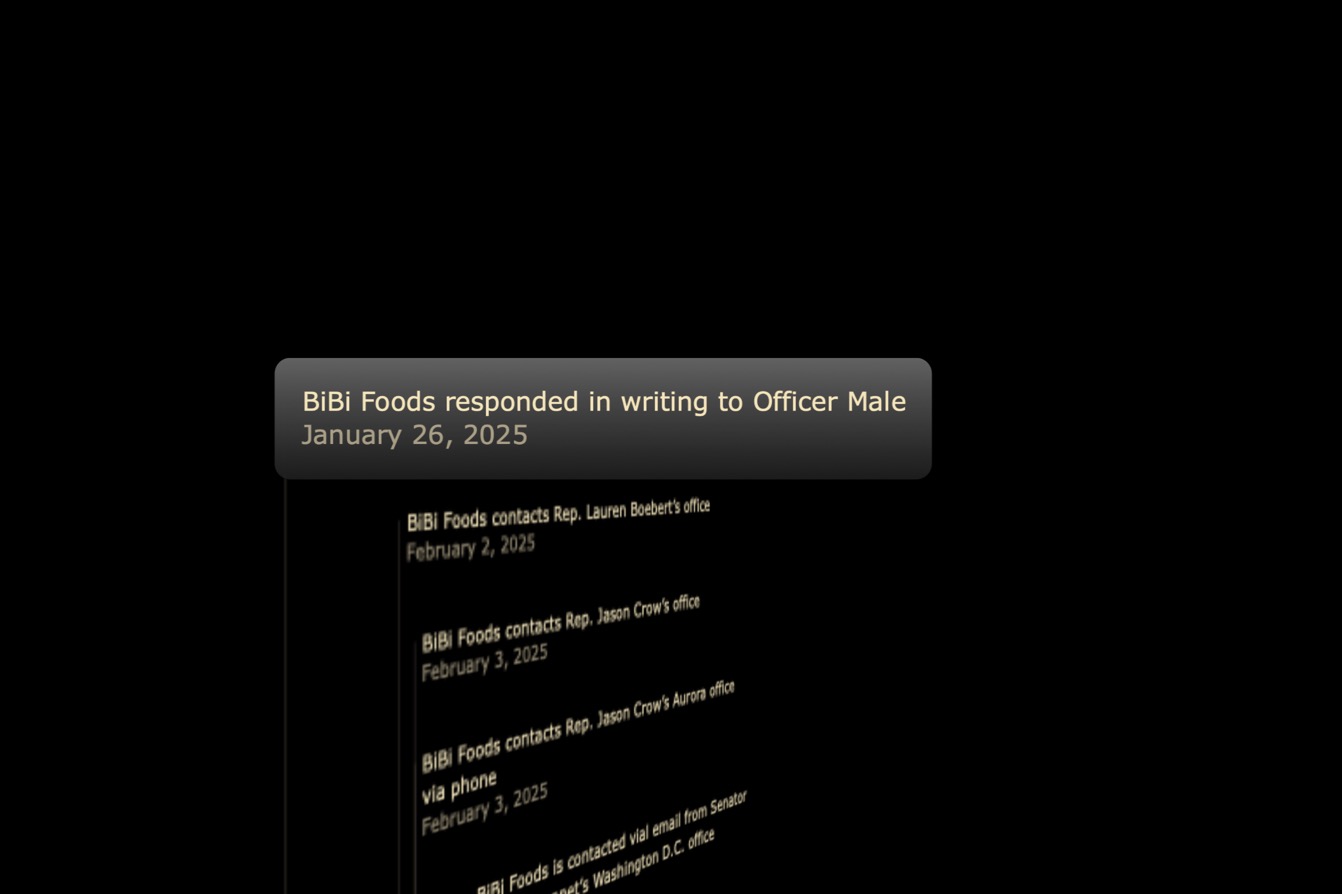 BiBi Foods responded in writing to Officer Male
January 26, 2025
BiBi Foods contacts Rep. Lauren Boebert's office
February 2, 2025
BiBi Foods contacts Rep. Jason Crow's office
February 3, 2025
BiBi Foods contacts Rep. Jason Crow's Aurora office
via phone
February 3, 2025
BiBi Foods is contacted vial email from Senator
Washington D.C. office